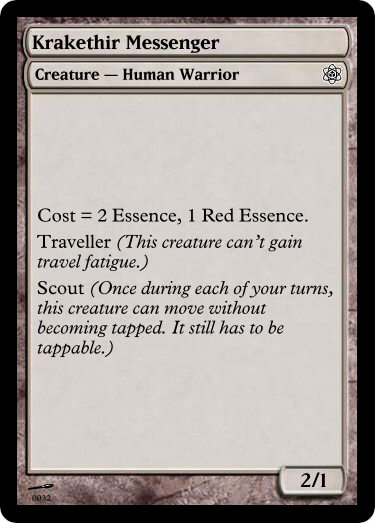 Krakethir Messenger
Creature — Human Warrior
Cost = 2 Essence, 1 Red Essence.
Traveller (This creature can't gain
travel fatigue.)
Scout (Once during each of your turns,
this creature can move without
becoming tapped. It still has to be
tappable.)
2/1
0032